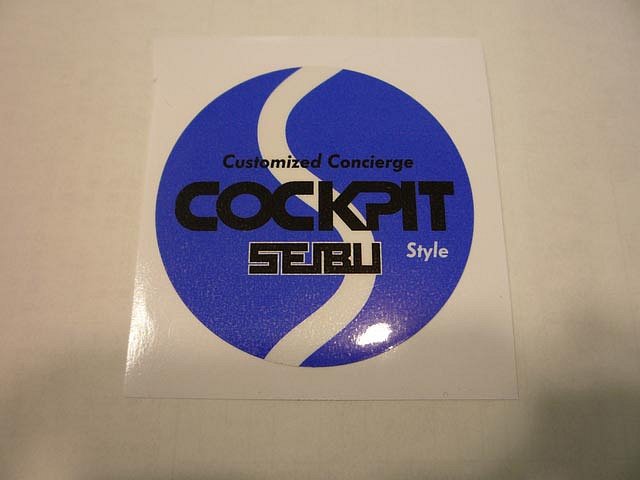 Customized Concierge
COCKPIT
SEIBU
Style